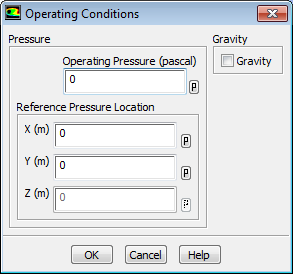 Operating Conditions
Pressure
Gravity
Operating Pressure (pascal)
0
P
Gravity
Reference Pressure Location
X (m)
0
P
Y (m)
0
P
Z (m)
0
P
OK
Cancel
Help